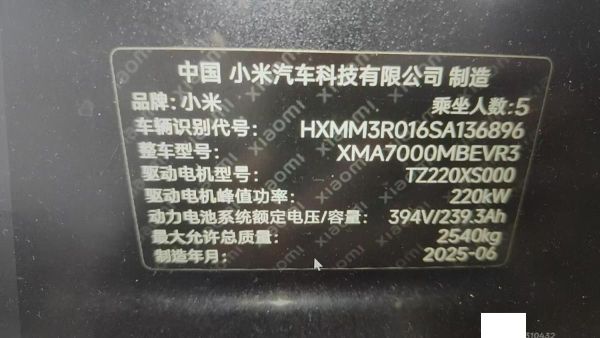 中国 小米汽车科技有限公司 制造
品牌:小米 乘坐人数:5
车辆识别代号: HXMM3R016SA136896
整车型号: XMA7000MBEVR3
驱动电机型号: TZ220XS000
驱动电机峰值功率: 220kW
动力电池系统额定电压/容量: 394V/239.3Ah
最大允许总质量: 2540kg
制造年月: 2025-06